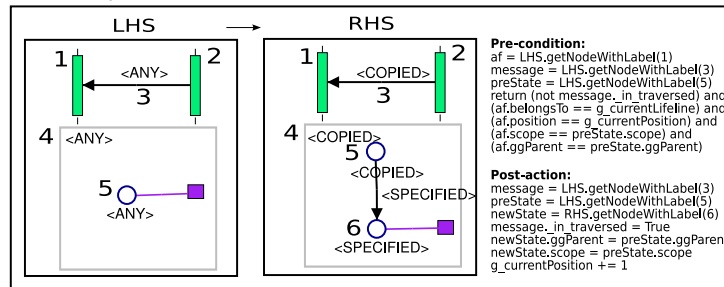 LHS
RHS
1
2
<ANY>
3
4
<ANY>
5
<ANY>
1
2
<COPIED>
3
4
<COPIED>
5
<COPIED>
<SPECIFIED>
6
<SPECIFIED>
Pre-condition:
af = LHS.getNodeWithLabel(1)
message = LHS.getNodeWithLabel(3)
preState = LHS.getNodeWithLabel(5)
return (not message._in_traversed) and
(af.belongsTo == g_currentLifeline) and
(af.position == g_currentPosition) and
(af.scope == preState.scope) and
(af.ggParent == preState.ggParent)
Post-action:
message = LHS.getNodeWithLabel(3)
preState = LHS.getNodeWithLabel(5)
newState = RHS.getNodeWithLabel(6)
message._in_traversed = True
newState.ggParent = preState.ggParent
newState.scope = preState.scope
g_currentPosition += 1